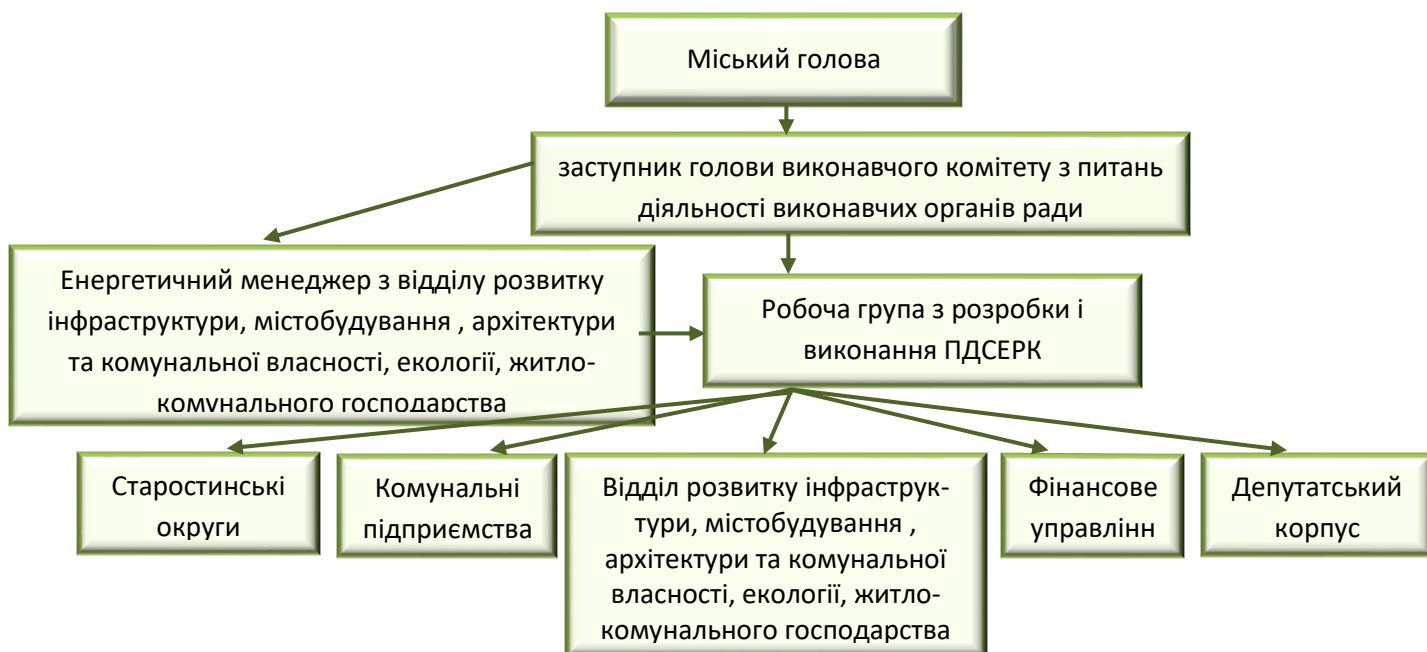 Міський голова
заступник голови виконавчого комітету з питань
діяльності виконавчих органів ради
Енергетичний менеджер з відділу розвитку
інфраструктури, містобудування , архітектури
та комунальної власності, екології, житло-
комунального господарства
Робоча група з розробки і
виконання ПДСЕРК
Старостинські
округи
Комунальні
підприємства
Відділ розвитку інфраструк-
тури, містобудування ,
архітектури та комунальної
власності, екології, житло-
комунального господарства
Фінансове
управлінн
Депутатський
корпус